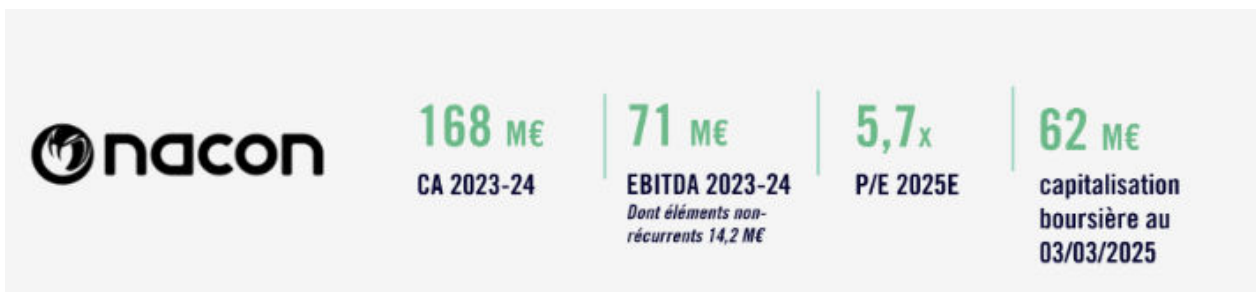 nacon
168 M€
CA 2023-24
71 M€
EBITDA 2023-24
Dont éléments non-
récurrents 14,2 M€
5,7x
P/E 2025E
62 M€
capitalisation
boursière au
03/03/2025